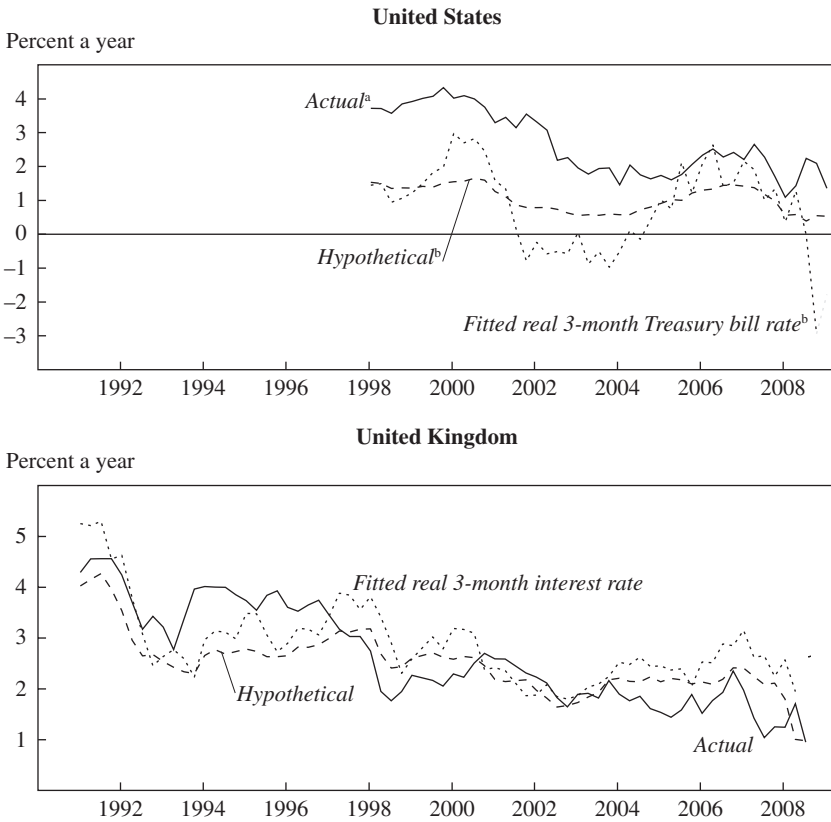 United States
Percent a year
4
Actualᵃ
3
2
1
0
Hypotheticalᵇ
–1
–2
Fitted real 3-month Treasury bill rateᵇ
–3
1992 1994 1996 1998 2000 2002 2004 2006 2008
United Kingdom
Percent a year
5
4
Fitted real 3-month interest rate
3
2
Hypothetical
1
Actual
1992 1994 1996 1998 2000 2002 2004 2006 2008